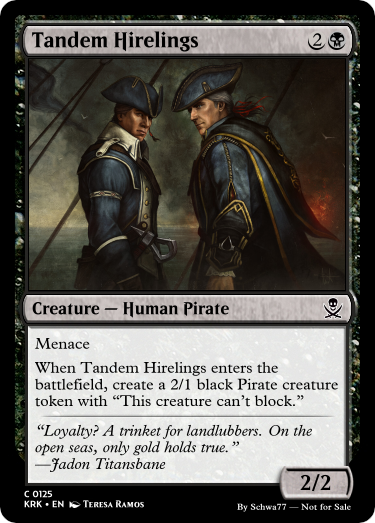 Tandem Hirelings 2
Creature — Human Pirate
Menace
When Tandem Hirelings enters the
battlefield, create a 2/1 black Pirate creature
token with “This creature can't block.”
“Loyalty? A trinket for landlubbers. On the
open seas, only gold holds true.”
—Jadon Titansbane
2/2
C 0125
KRK • EN Teresa Ramos
By Schwa77 — Not for Sale